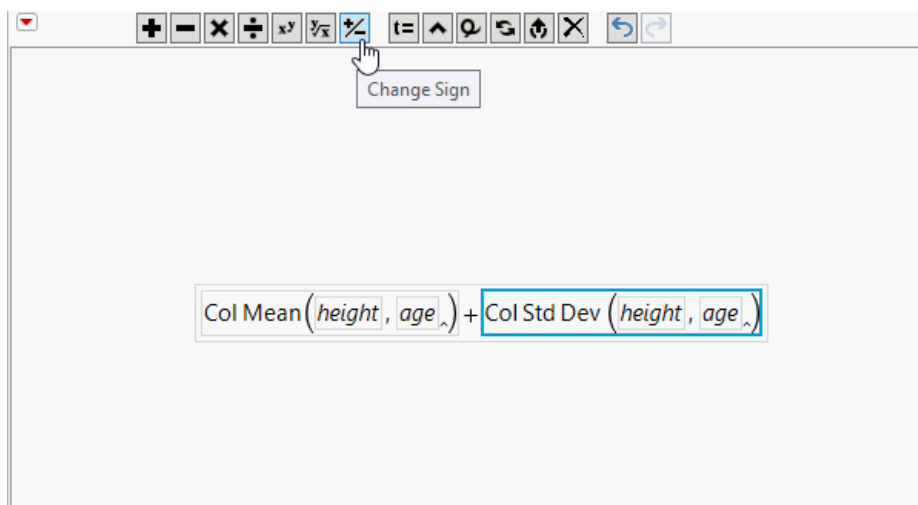 t=
Change Sign
Col Mean(height, age) + Col Std Dev (height, age)